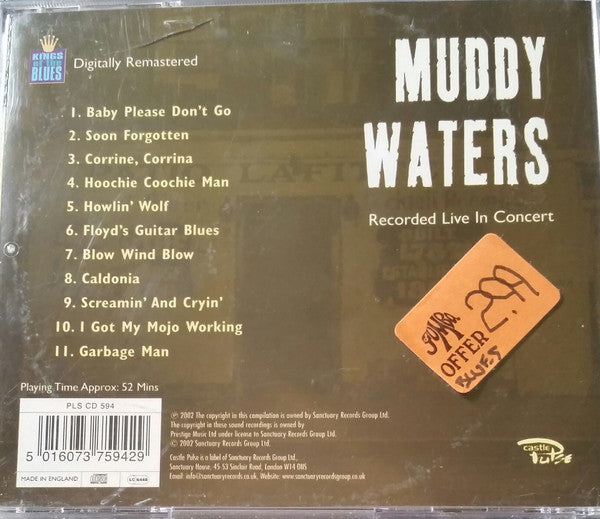 KINGS
OF THE
BLUES
Digitally Remastered
MUDDY
WATERS
Recorded Live In Concert
1. Baby Please Don't Go
2. Soon Forgotten
3. Corrine, Corrina
4. Hoochie Coochie Man
5. Howlin' Wolf
6. Floyd's Guitar Blues
7. Blow Wind Blow
8. Caldonia
9. Screamin' And Cryin'
10. I Got My Mojo Working
11. Garbage Man
OFFER
2.99
BLUES
Playing Time Approx: 52 Mins
PLS CD 594
5 016073 759429
MADE IN ENGLAND
℗ 2002 The copyright in this compilation is owned by Sanctuary Records Group Ltd.
The copyright in these sound recordings is owned by
Prestige Music Ltd under license to Sanctuary Records Group Ltd.
© 2002 Sanctuary Records Group Ltd.
Castle Pulse is a label of Sanctuary Records Group Ltd,
Sanctuary House, 45-53 Sinclair Road, London W14 0NS
Email: info@sanctuaryrecords.co.uk, www.sanctuaryrecordsgroup.co.uk
castle
pulse